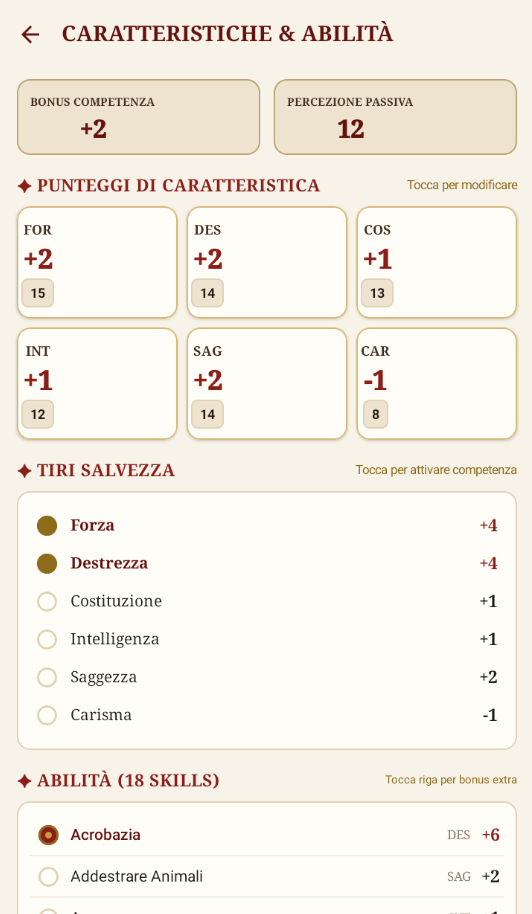 CARATTERISTICHE & ABILITÀ
BONUS COMPETENZA
+2
PERCEZIONE PASSIVA
12
PUNTEGGI DI CARATTERISTICA
Tocca per modificare
FOR
+2
15
DES
+2
14
COS
+1
13
INT
+1
12
SAG
+2
14
CAR
-1
8
TIRI SALVEZZA
Tocca per attivare competenza
Forza +4
Destrezza +4
Costituzione +1
Intelligenza +1
Saggezza +2
Carisma -1
ABILITÀ (18 SKILLS)
Tocca riga per bonus extra
Acrobazia DES +6
Addestrare Animali SAG +2